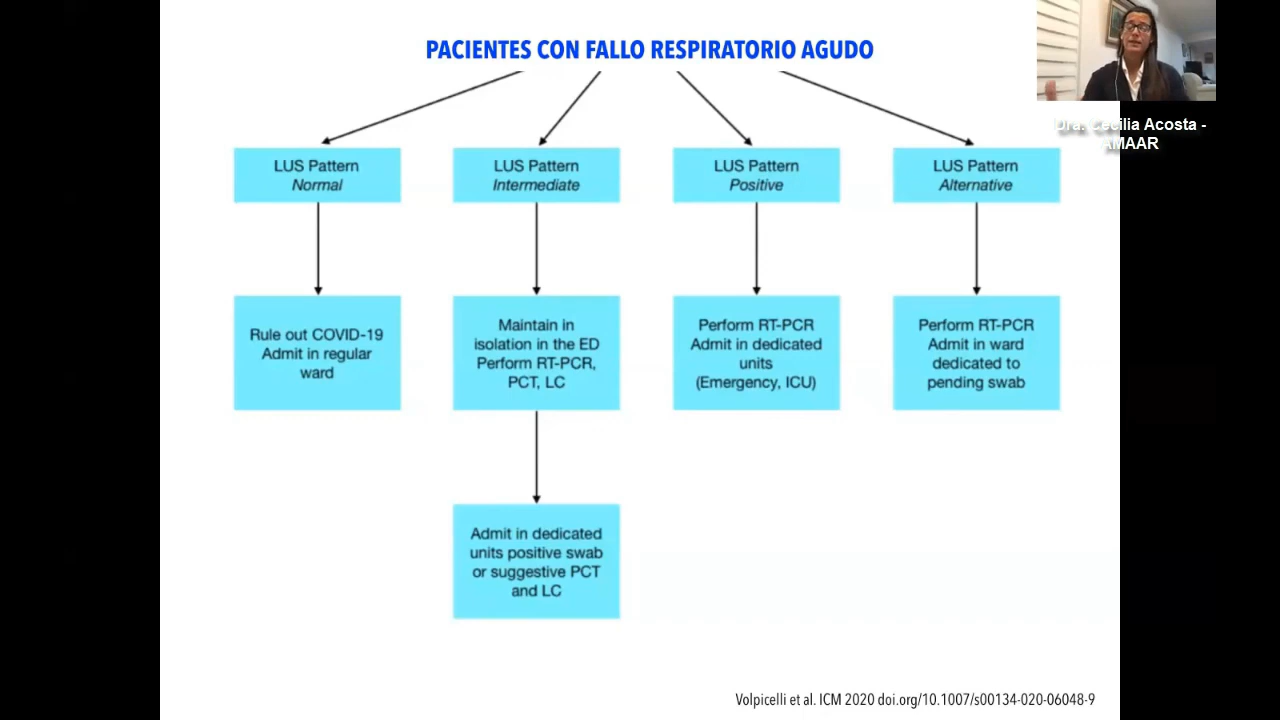 PACIENTES CON FALLO RESPIRATORIO AGUDO
Dra. Cecilia Acosta -
AMAAR
LUS Pattern
Normal
LUS Pattern
Intermediate
LUS Pattern
Positive
LUS Pattern
Alternative
Rule out COVID-19
Admit in regular
ward
Maintain in
isolation in the ED
Perform RT-PCR,
PCT, LC
Perform RT-PCR
Admit in dedicated
units
(Emergency, ICU)
Perform RT-PCR
Admit in ward
dedicated to
pending swab
Admit in dedicated
units positive swab
or suggestive PCT
and LC
Volpicelli et al. ICM 2020 doi.org/10.1007/s00134-020-06048-9